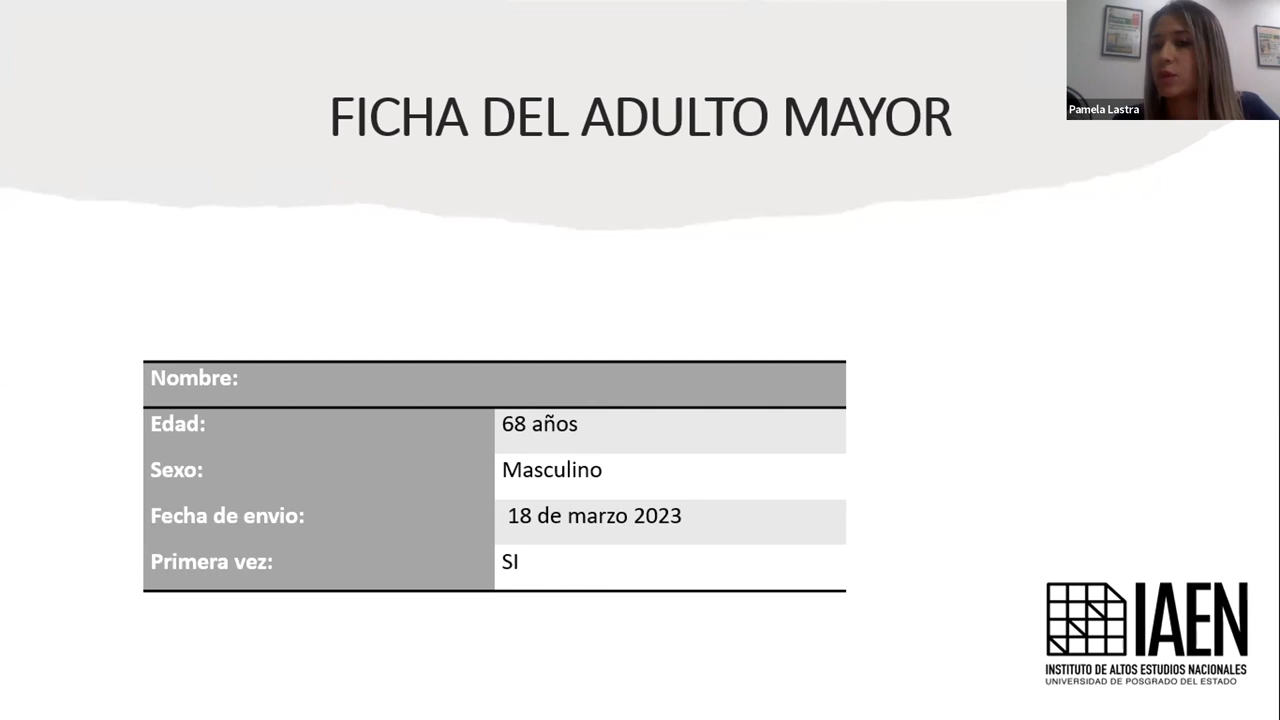 FICHA DEL ADULTO MAYOR
Pamela Lastra
Nombre:
Edad: 68 años
Sexo: Masculino
Fecha de envio: 18 de marzo 2023
Primera vez: SI
IAEN
INSTITUTO DE ALTOS ESTUDIOS NACIONALES
UNIVERSIDAD DE POSGRADO DEL ESTADO